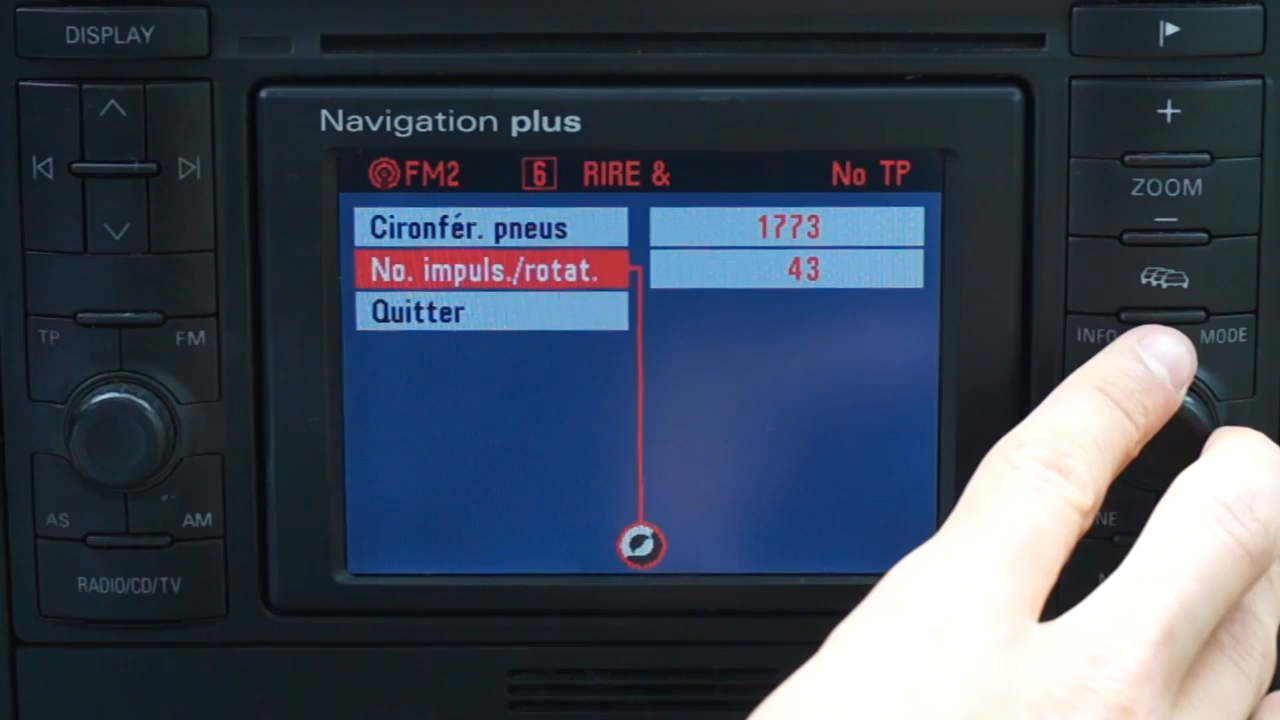 DISPLAY
Navigation plus
FM2 6 RIRE & No TP
Cironfér. pneus 1773
No. impuls./rotat. 43
Quitter
TP FM
AS AM
RADIO/CD/TV
+
ZOOM
−
INFO MODE
NE